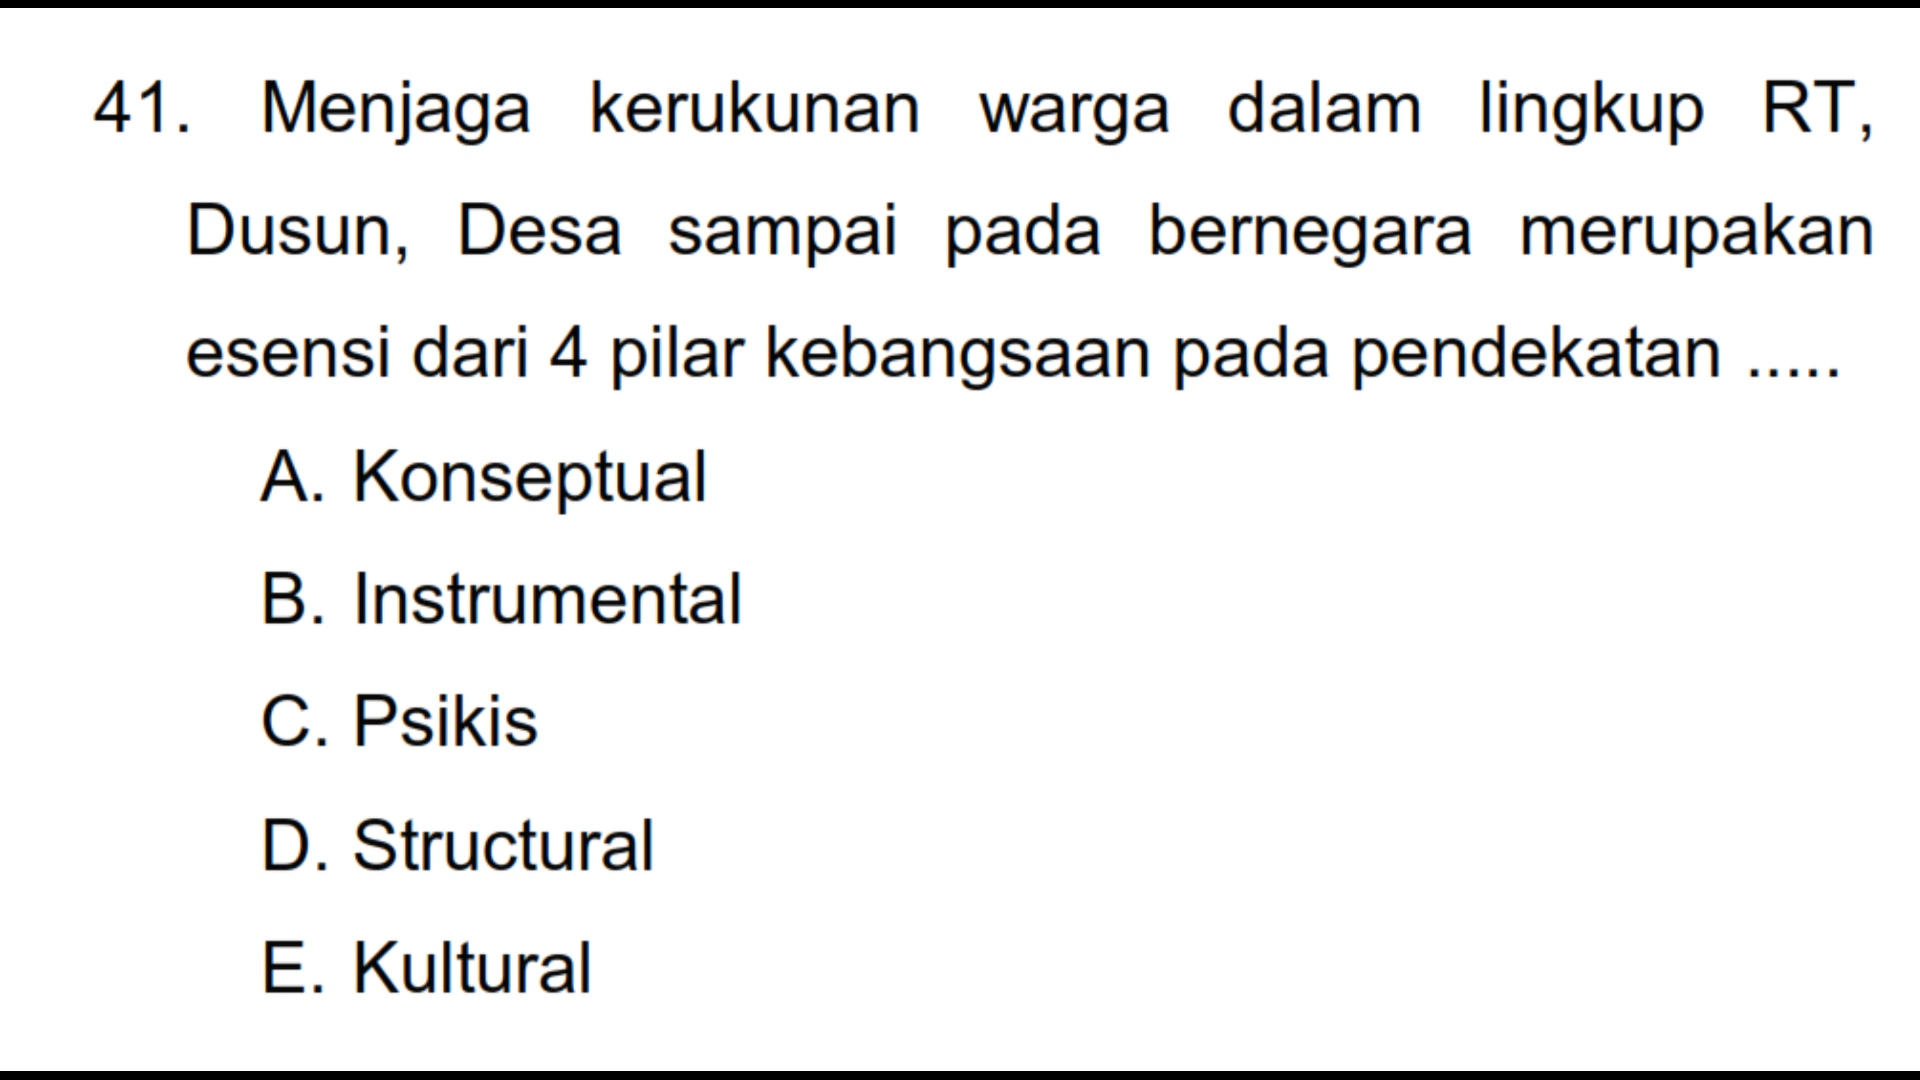 41. Menjaga kerukunan warga dalam lingkup RT,
Dusun, Desa sampai pada bernegara merupakan
esensi dari 4 pilar kebangsaan pada pendekatan .....
A. Konseptual
B. Instrumental
C. Psikis
D. Structural
E. Kultural